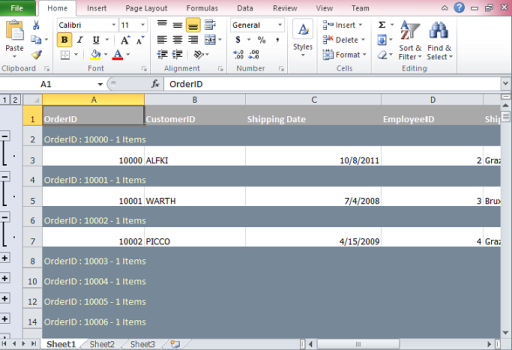 File Home Insert Page Layout Formulas Data Review View Team
Paste
Clipboard
Calibri 11
B I U A A
A
Font
Alignment
General
$ % ,
.0 .00 .00 .0
Number
A
Styles
Insert
Delete
Format
Cells
Σ
Sort & Filter
Find & Select
Editing
A1 fx OrderID
1 2 A B C D
1 OrderID CustomerID Shipping Date EmployeeID Shi
2 OrderID : 10000 - 1 Items
3 10000 ALFKI 10/8/2011 2 Graz
4 OrderID : 10001 - 1 Items
5 10001 WARTH 7/4/2008 3 Brux
6 OrderID : 10002 - 1 Items
7 10002 PICCO 4/15/2009 4 Graz
8 OrderID : 10003 - 1 Items
10 OrderID : 10004 - 1 Items
12 OrderID : 10005 - 1 Items
14 OrderID : 10006 - 1 Items
Sheet1 Sheet2 Sheet3